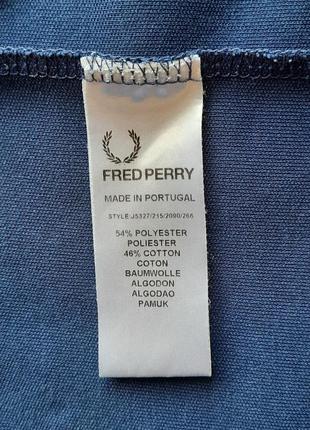 FRED PERRY
MADE IN PORTUGAL
STYLE:J5327/215/2090/266
54% POLYESTER
POLIESTER
46% COTTON
COTON
BAUMWOLLE
ALGODON
ALGODAO
PAMUK